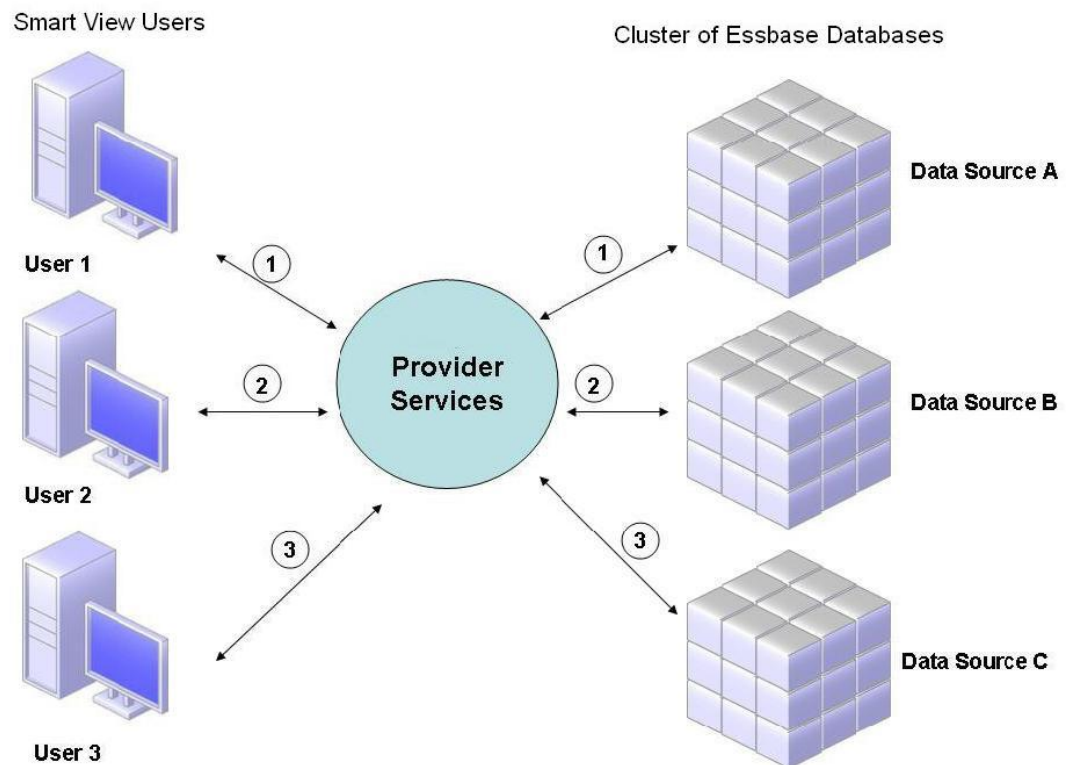 Smart View Users
Cluster of Essbase Databases
Data Source A
User 1
1
1
Provider
Services
2
2
Data Source B
User 2
3
3
Data Source C
User 3